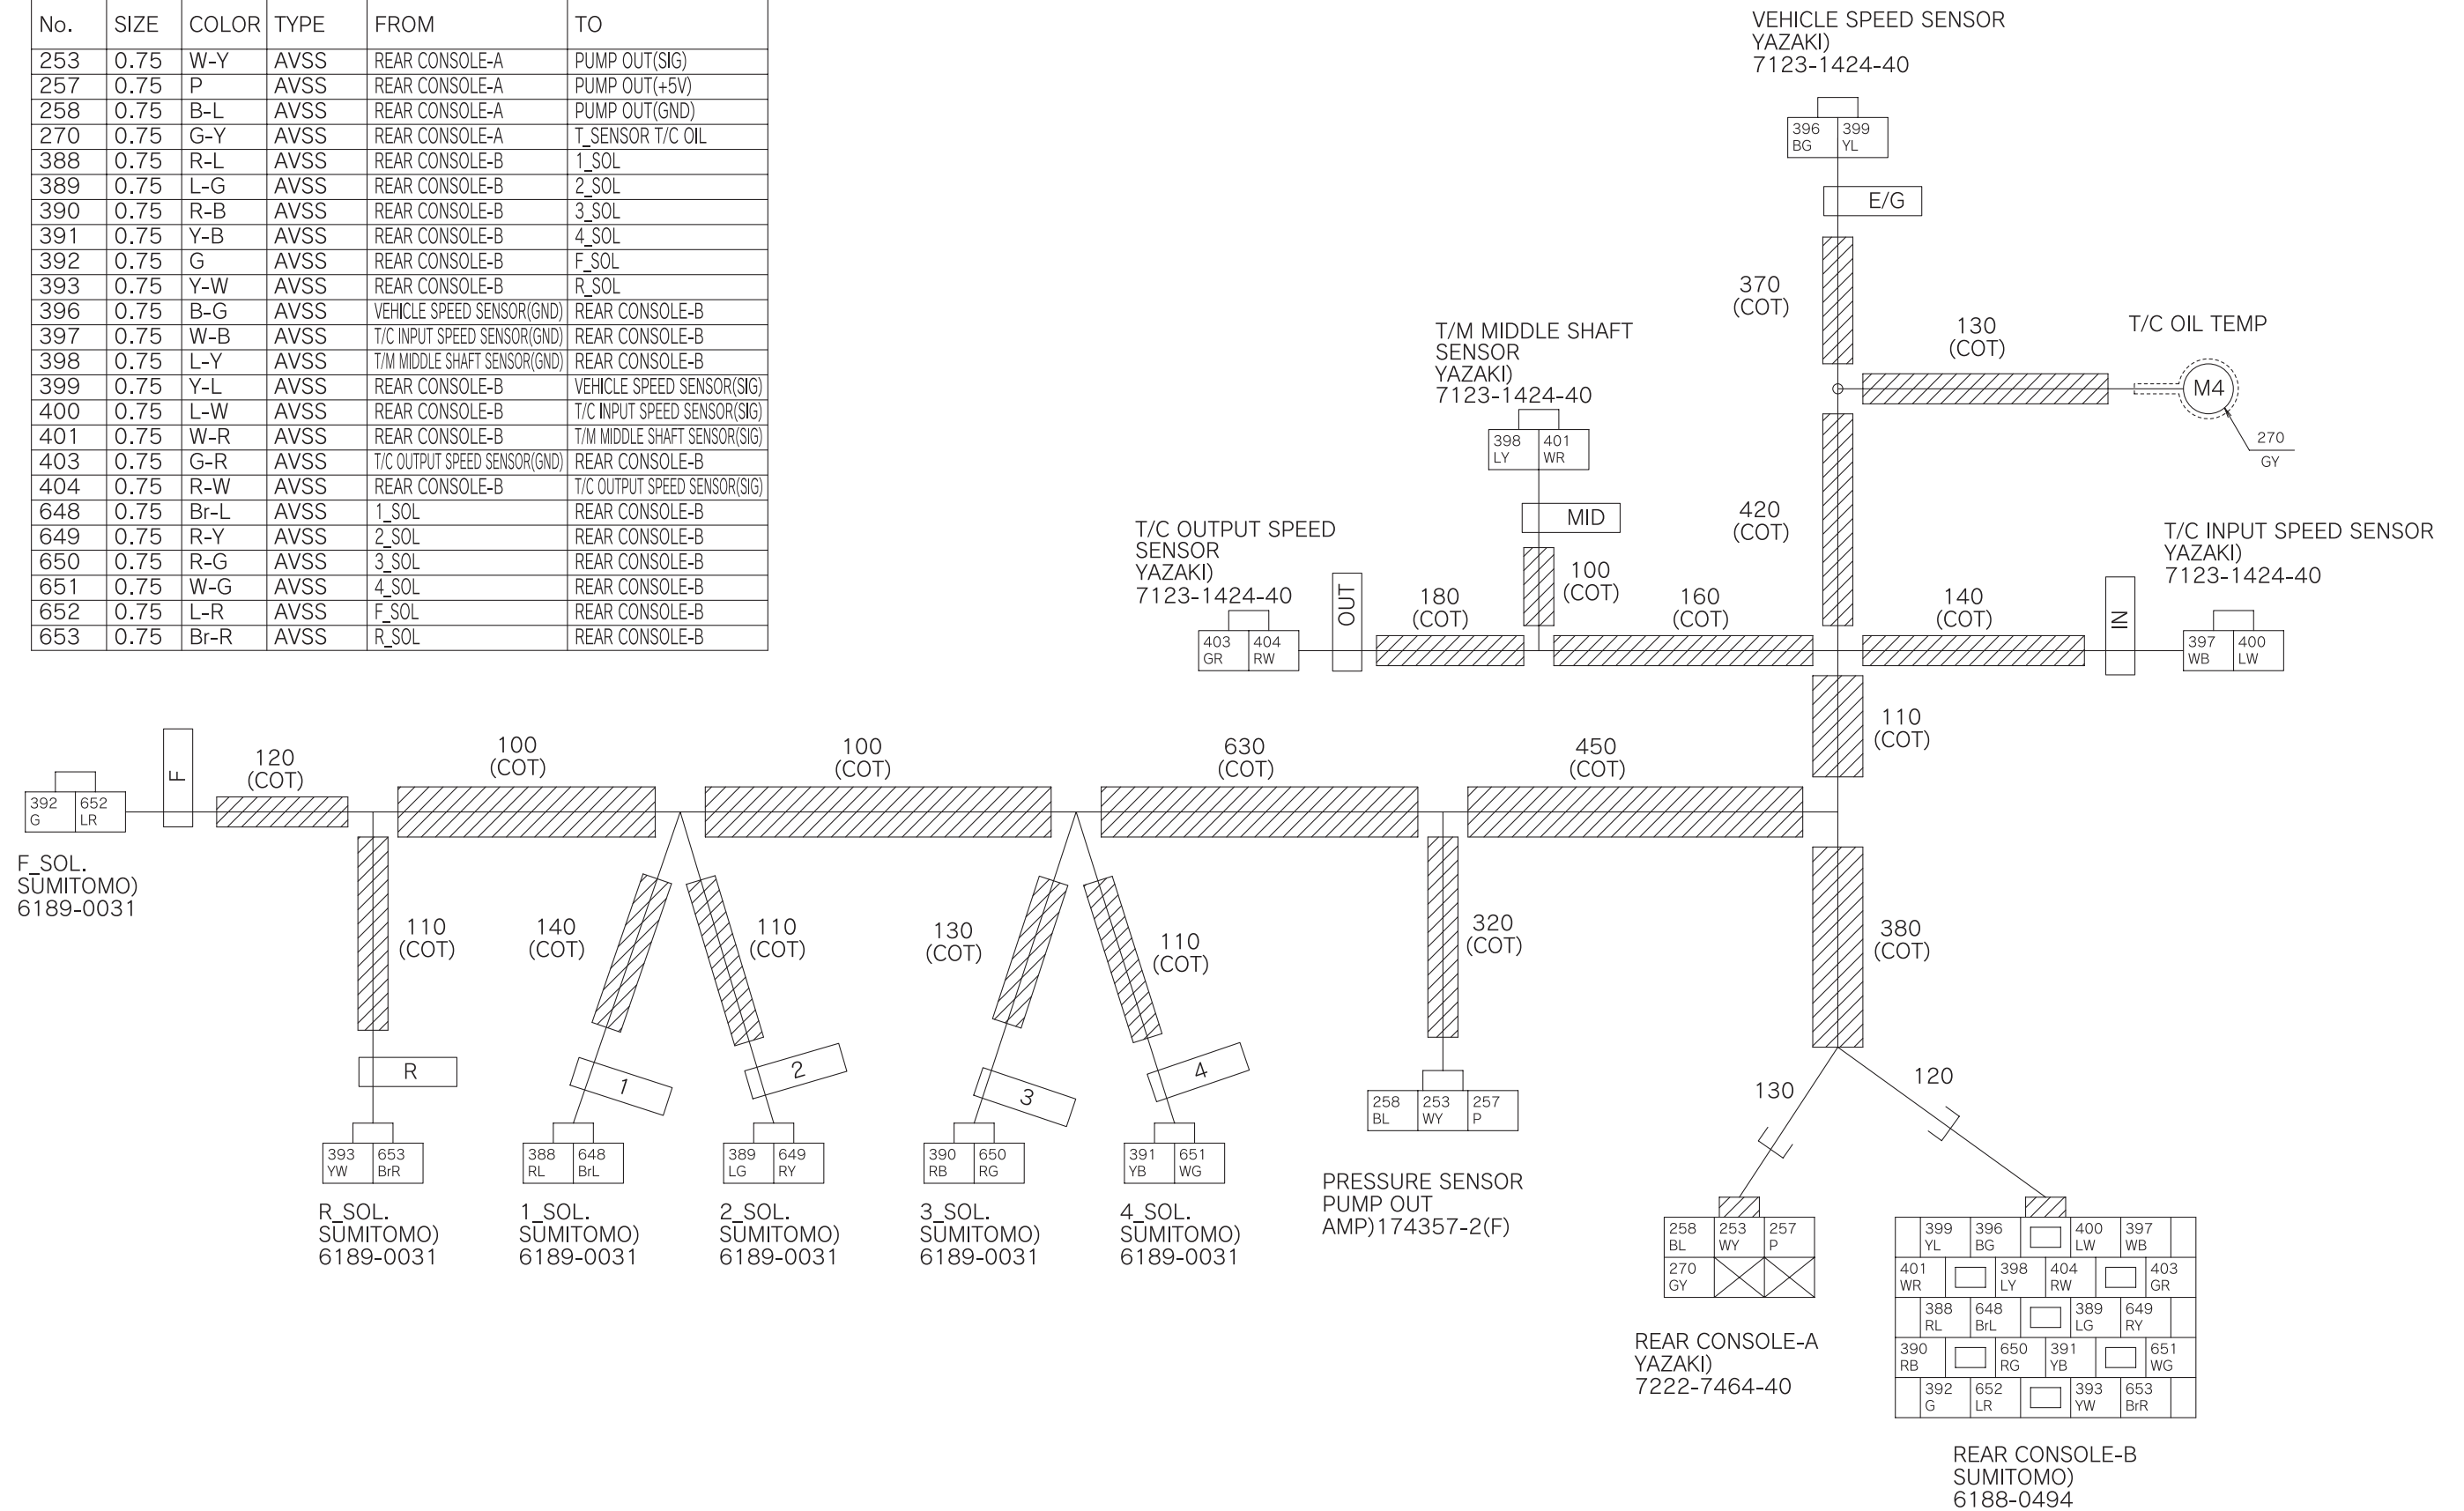 No. SIZE COLOR TYPE FROM TO
253 0.75 W-Y AVSS REAR CONSOLE-A PUMP OUT(SIG)
257 0.75 P AVSS REAR CONSOLE-A PUMP OUT(+5V)
258 0.75 B-L AVSS REAR CONSOLE-A PUMP OUT(GND)
270 0.75 G-Y AVSS REAR CONSOLE-A T_SENSOR T/C OIL
388 0.75 R-L AVSS REAR CONSOLE-B 1_SOL
389 0.75 L-G AVSS REAR CONSOLE-B 2_SOL
390 0.75 R-B AVSS REAR CONSOLE-B 3_SOL
391 0.75 Y-B AVSS REAR CONSOLE-B 4_SOL
392 0.75 G AVSS REAR CONSOLE-B F_SOL
393 0.75 Y-W AVSS REAR CONSOLE-B R_SOL
396 0.75 B-G AVSS VEHICLE SPEED SENSOR(GND) REAR CONSOLE-B
397 0.75 W-B AVSS T/C INPUT SPEED SENSOR(GND) REAR CONSOLE-B
398 0.75 L-Y AVSS T/M MIDDLE SHAFT SENSOR(GND) REAR CONSOLE-B
399 0.75 Y-L AVSS REAR CONSOLE-B VEHICLE SPEED SENSOR(SIG)
400 0.75 L-W AVSS REAR CONSOLE-B T/C INPUT SPEED SENSOR(SIG)
401 0.75 W-R AVSS REAR CONSOLE-B T/M MIDDLE SHAFT SENSOR(SIG)
403 0.75 G-R AVSS T/C OUTPUT SPEED SENSOR(GND) REAR CONSOLE-B
404 0.75 R-W AVSS REAR CONSOLE-B T/C OUTPUT SPEED SENSOR(SIG)
648 0.75 Br-L AVSS 1_SOL REAR CONSOLE-B
649 0.75 R-Y AVSS 2_SOL REAR CONSOLE-B
650 0.75 R-G AVSS 3_SOL REAR CONSOLE-B
651 0.75 W-G AVSS 4_SOL REAR CONSOLE-B
652 0.75 L-R AVSS F_SOL REAR CONSOLE-B
653 0.75 Br-R AVSS R_SOL REAR CONSOLE-B
VEHICLE SPEED SENSOR
YAZAKI)
7123-1424-40
396 399
BG YL
E/G
370
(COT)
130
(COT)
T/C OIL TEMP
M4
270
GY
T/M MIDDLE SHAFT
SENSOR
YAZAKI)
7123-1424-40
398 401
LY WR
MID
100
(COT)
420
(COT)
T/C OUTPUT SPEED
SENSOR
YAZAKI)
7123-1424-40
403 404
GR RW
OUT
180
(COT)
160
(COT)
140
(COT)
IN
T/C INPUT SPEED SENSOR
YAZAKI)
7123-1424-40
397 400
WB LW
110
(COT)
392 652
G LR
F_SOL.
SUMITOMO)
6189-0031
F
120
(COT)
100
(COT)
100
(COT)
630
(COT)
450
(COT)
110
(COT)
R
393 653
YW BrR
R_SOL.
SUMITOMO)
6189-0031
140
(COT)
1
388 648
RL BrL
1_SOL.
SUMITOMO)
6189-0031
110
(COT)
2
389 649
LG RY
2_SOL.
SUMITOMO)
6189-0031
130
(COT)
3
390 650
RB RG
3_SOL.
SUMITOMO)
6189-0031
110
(COT)
4
391 651
YB WG
4_SOL.
SUMITOMO)
6189-0031
320
(COT)
258 253 257
BL WY P
PRESSURE SENSOR
PUMP OUT
AMP)174357-2(F)
380
(COT)
130
120
258 253 257
BL WY P
270
GY
REAR CONSOLE-A
YAZAKI)
7222-7464-40
399 396 400 397
YL BG LW WB
401 398 404 403
WR LY RW GR
388 648 389 649
RL BrL LG RY
390 650 391 651
RB RG YB WG
392 652 393 653
G LR YW BrR
REAR CONSOLE-B
SUMITOMO)
6188-0494